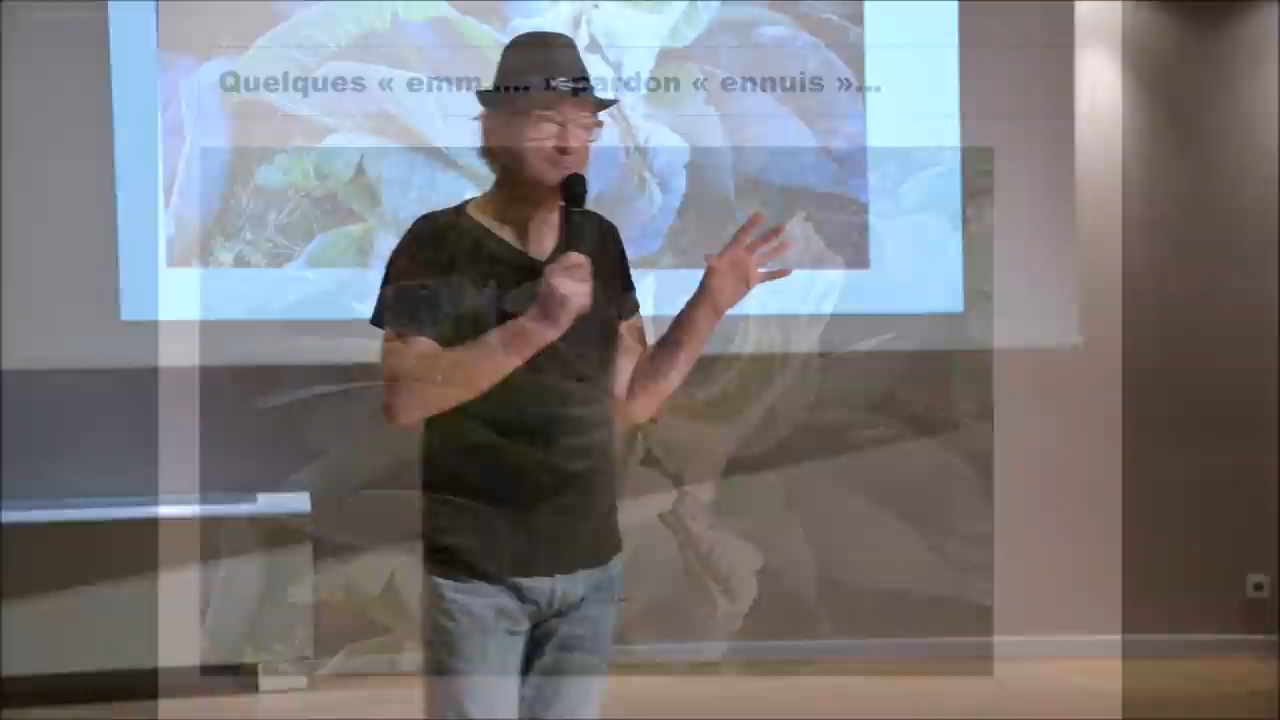 Quelques « emm..... » pardon « ennuis »...